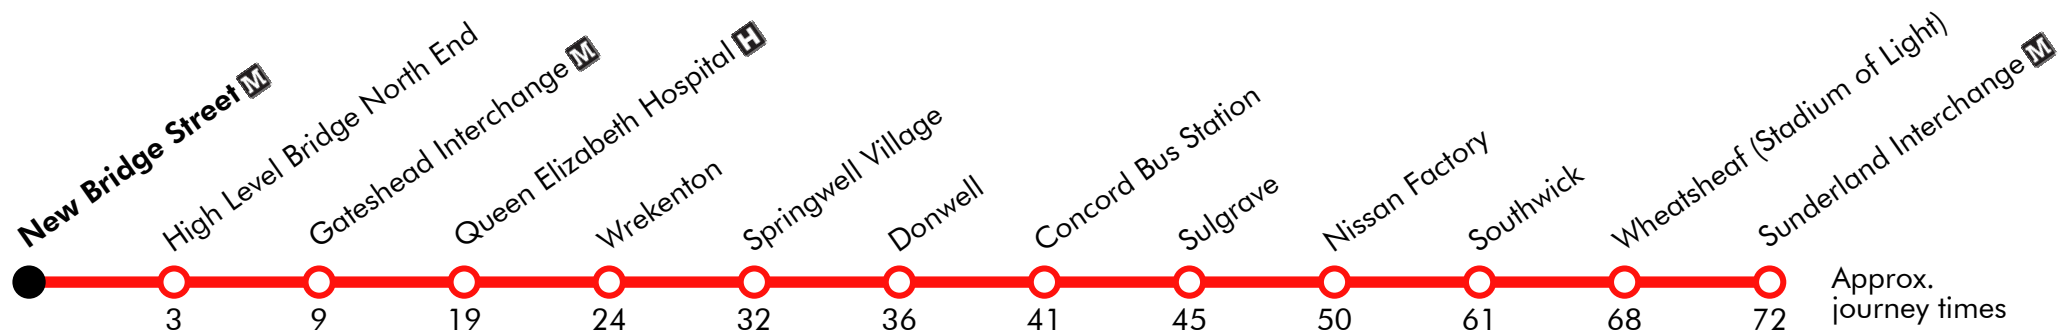 New Bridge Street M
High Level Bridge North End
Gateshead Interchange M
Queen Elizabeth Hospital H
Wrekenton
Springwell Village
Donwell
Concord Bus Station
Sulgrave
Nissan Factory
Southwick
Wheatsheaf (Stadium of Light)
Sunderland Interchange M
3 9 19 24 32 36 41 45 50 61 68 72
Approx.
journey times